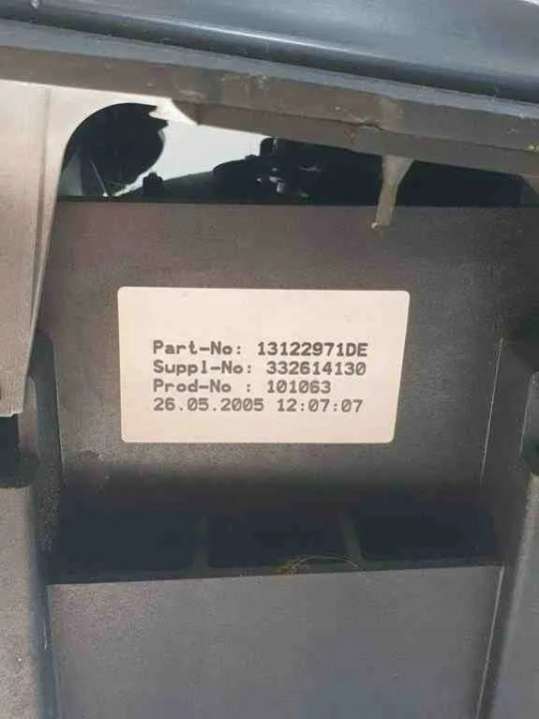 Part-No: 13122971DE
Suppl-No: 332614130
Prod-No : 101063
26.05.2005 12:07:07